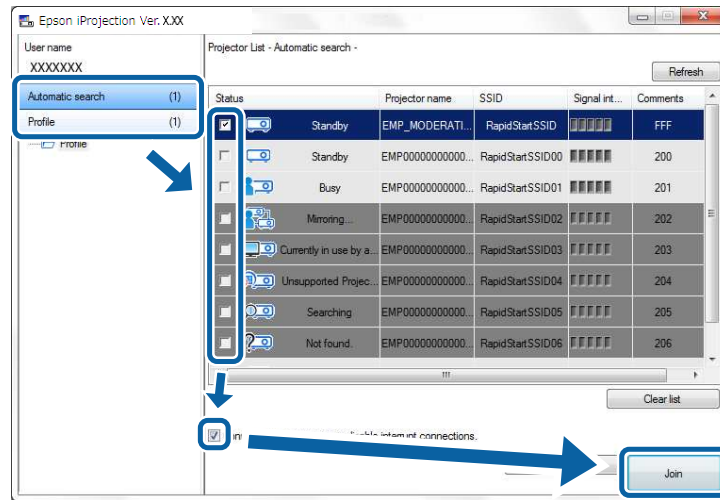 Epson iProjection Ver. X.XX
User name
XXXXXXX
Automatic search (1)
Profile (1)
Profile
Projector List - Automatic search -
Refresh
Status Projector name SSID Signal int... Comments
Standby EMP_MODERATI... RapidStartSSID FFF
Standby EMP00000000000... RapidStartSSID00 200
Busy EMP00000000000... RapidStartSSID01 201
Mirroring... EMP00000000000... RapidStartSSID02 202
Currently in use by a... EMP00000000000... RapidStartSSID03 203
Unsupported Projec... EMP00000000000... RapidStartSSID04 204
Searching EMP00000000000... RapidStartSSID05 205
Not found. EMP00000000000... RapidStartSSID06 206
Clear list
interrupt connections.
Join